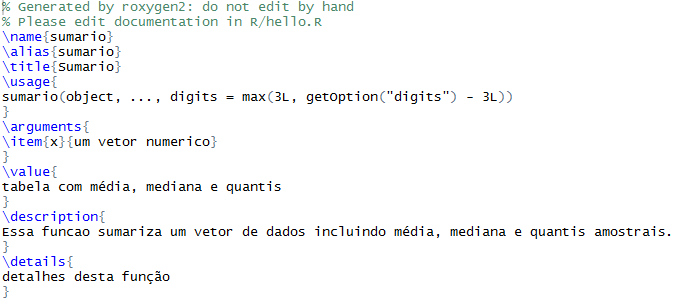 % Generated by roxygen2: do not edit by hand
% Please edit documentation in R/hello.R
\name{sumario}
\alias{sumario}
\title{Sumario}
\usage{
sumario(object, ..., digits = max(3L, getOption("digits") - 3L))
}
\arguments{
\item{x}{um vetor numerico}
}
\value{
tabela com média, mediana e quantis
}
\description{
Essa funcao sumariza um vetor de dados incluindo média, mediana e quantis amostrais.
}
\details{
detalhes desta função
}